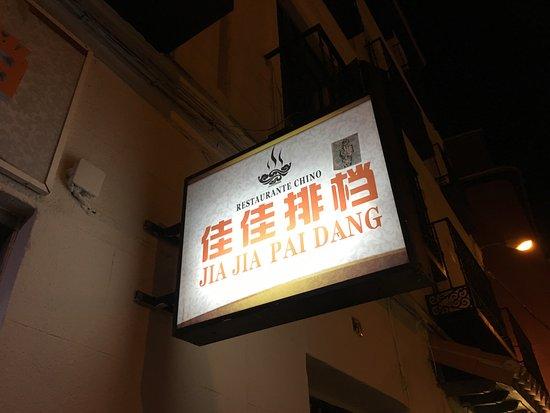 RESTAURANTE CHINO
佳佳排档
JIA JIA PAI DANG